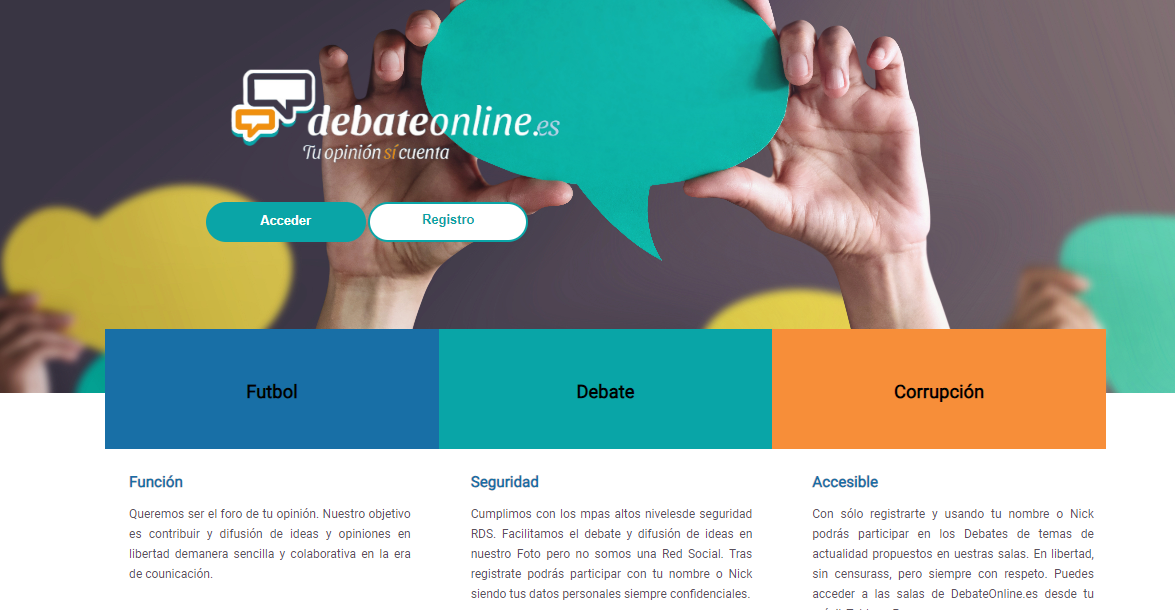 debateonline.es
Tu opinión sí cuenta
Acceder
Registro
Futbol
Debate
Corrupción
Función
Queremos ser el foro de tu opinión. Nuestro objetivo
es contribuir y difusión de ideas y opiniones en
libertad demanera sencilla y colaborativa en la era
de counicación.
Seguridad
Cumplimos con los mpas altos nivelesde seguridad
RDS. Facilitamos el debate y difusión de ideas en
nuestro Foto pero no somos una Red Social. Tras
registrate podrás participar con tu nombre o Nick
siendo tus datos personales siempre confidenciales.
Accesible
Con sólo registrarte y usando tu nombre o Nick
podrás participar en los Debates de temas de
actualidad propuestos en uestras salas. En libertad,
sin censurass, pero siempre con respeto. Puedes
acceder a las salas de DebateOnline.es desde tu